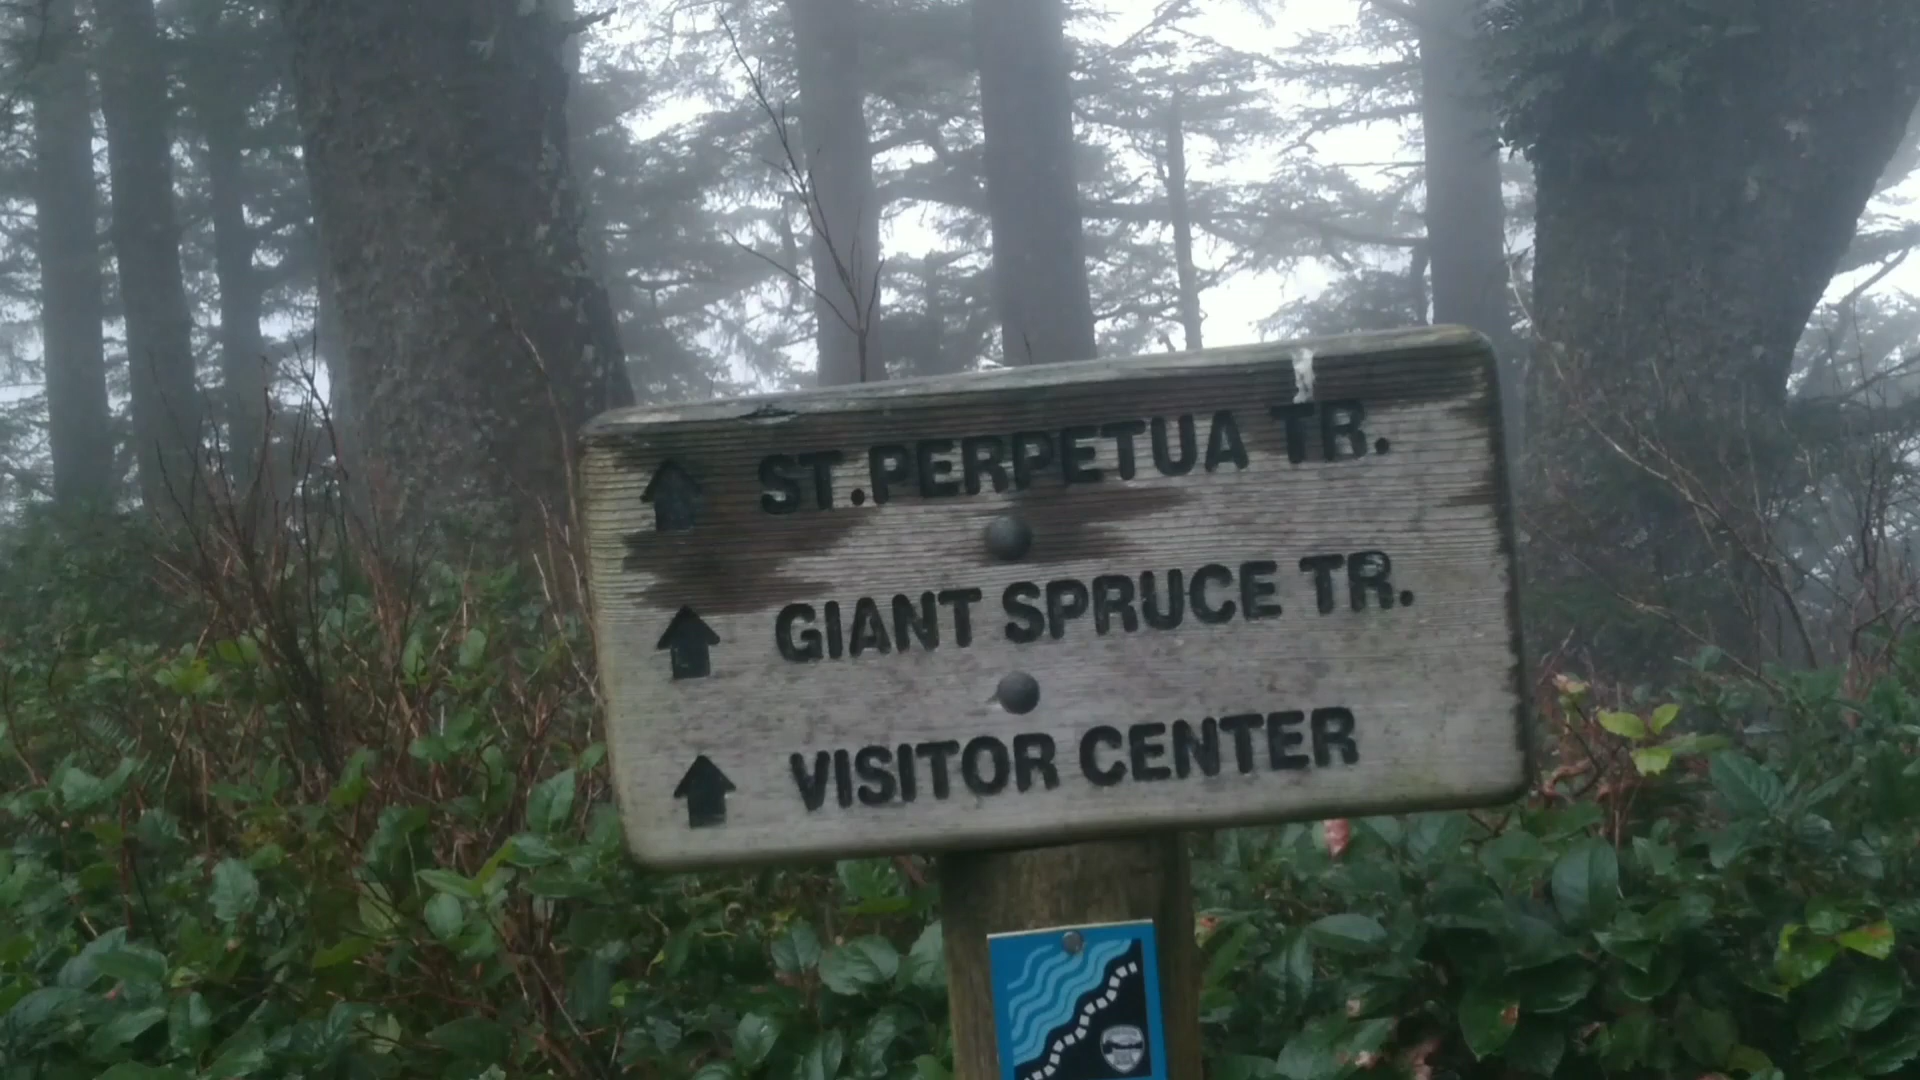 ST. PERPETUA TR.
GIANT SPRUCE TR.
VISITOR CENTER